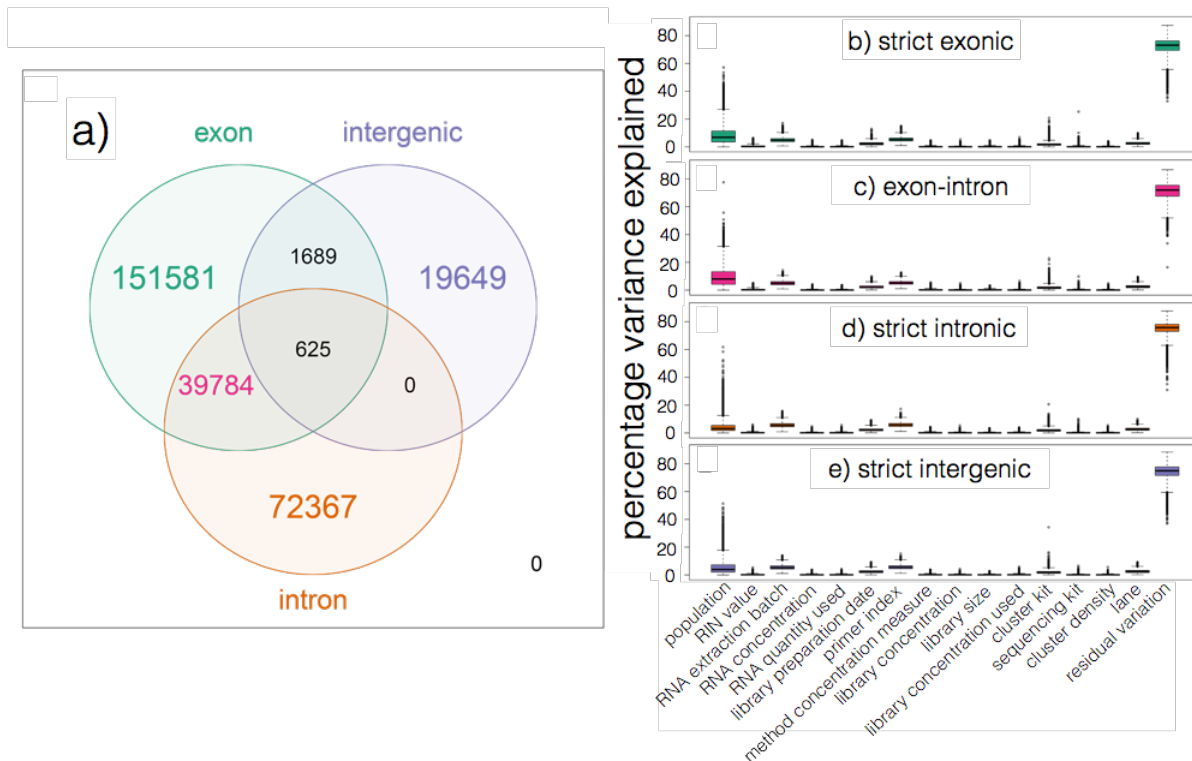 a)
exon
intergenic
151581
1689
19649
625
39784
0
72367
0
intron
percentage variance explained
b) strict exonic
80
60
40
20
0
c) exon-intron
80
60
40
20
0
d) strict intronic
80
60
40
20
0
e) strict intergenic
80
60
40
20
0
population
RIN value
RNA extraction batch
RNA concentration
RNA quantity used
library preparation date
primer index
method concentration measure
library concentration
library size
library concentration used
cluster kit
sequencing kit
cluster density
lane
residual variation